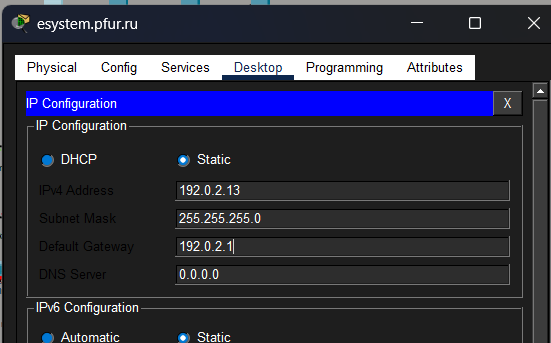 esystem.pfur.ru
Physical Config Services Desktop Programming Attributes
IP Configuration X
IP Configuration
DHCP Static
IPv4 Address 192.0.2.13
Subnet Mask 255.255.255.0
Default Gateway 192.0.2.1
DNS Server 0.0.0.0
IPv6 Configuration
Automatic Static